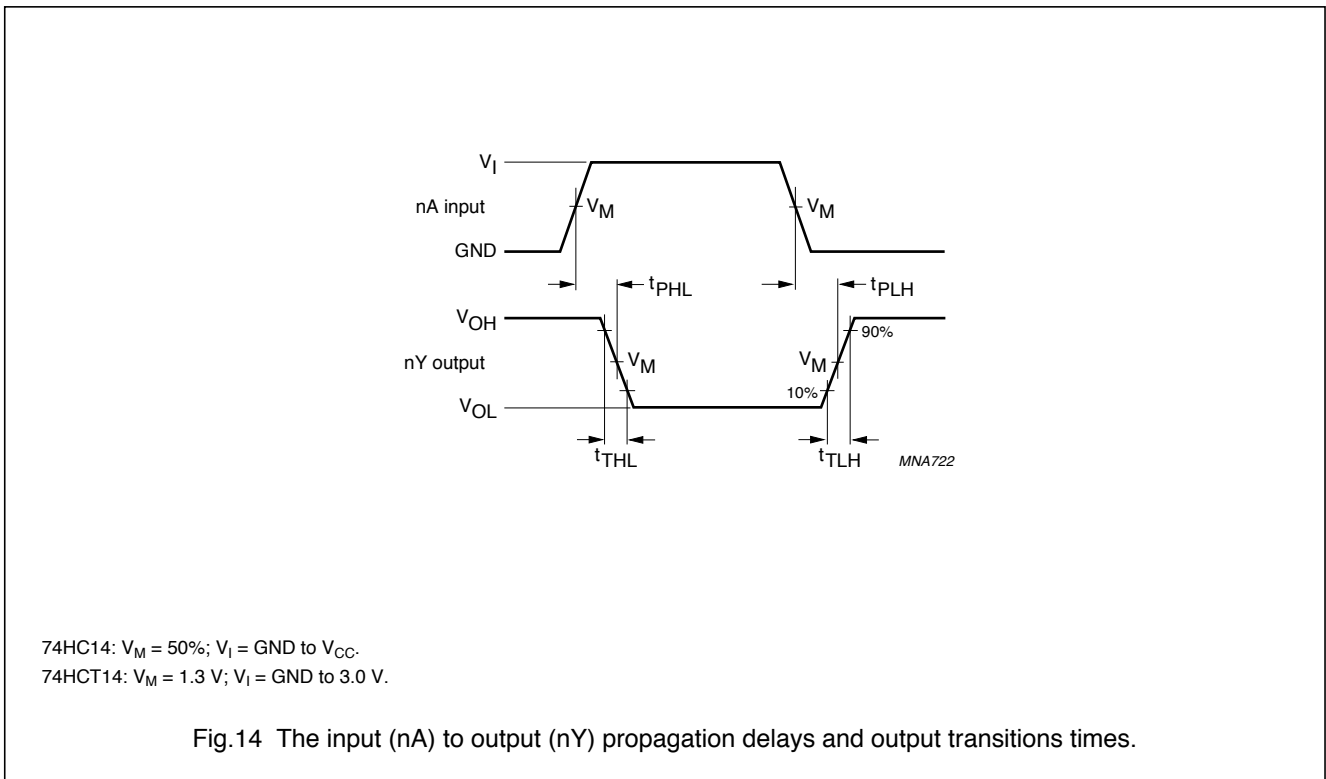 VI
nA input
VM
VM
GND
tPHL
tPLH
VOH
90%
nY output
VM
VM
10%
VOL
tTHL
tTLH
MNA722
74HC14: VM = 50%; VI = GND to VCC.
74HCT14: VM = 1.3 V; VI = GND to 3.0 V.
Fig.14 The input (nA) to output (nY) propagation delays and output transitions times.